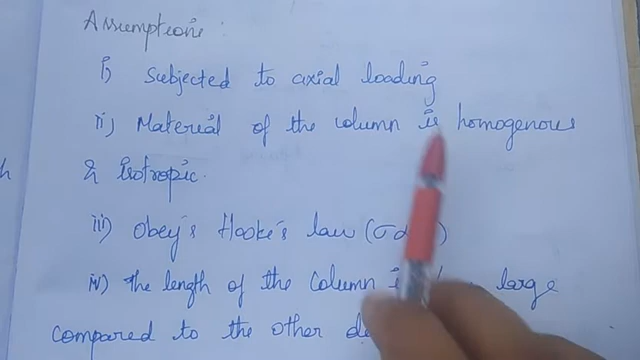 Assumptions :
i) Subjected to axial loading
ii) Material of the column is homogenous
& isotropic.
iii) Obey's Hooke's law (σ∝
iv) The length of the column is large
compared to the other